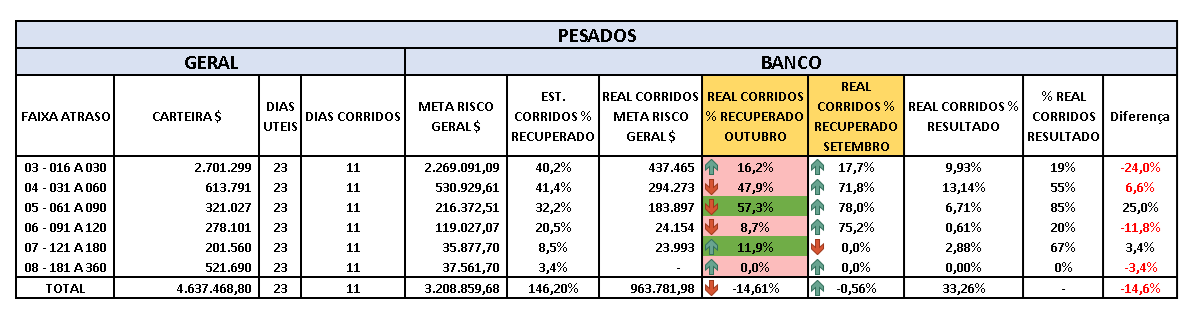 PESADOS
GERAL BANCO
FAIXA ATRASO CARTEIRA $ DIAS UTEIS DIAS CORRIDOS META RISCO GERAL $ EST. CORRIDOS % RECUPERADO REAL CORRIDOS META RISCO GERAL $ REAL CORRIDOS % RECUPERADO OUTUBRO REAL CORRIDOS % RECUPERADO SETEMBRO REAL CORRIDOS % RESULTADO % REAL CORRIDOS RESULTADO Diferença
03 - 016 A 030 2.701.299 23 11 2.269.091,09 40,2% 437.465 16,2% 17,7% 9,93% 19% -24,0%
04 - 031 A 060 613.791 23 11 530.929,61 41,4% 294.273 47,9% 71,8% 13,14% 55% 6,6%
05 - 061 A 090 321.027 23 11 216.372,51 32,2% 183.897 57,3% 78,0% 6,71% 85% 25,0%
06 - 091 A 120 278.101 23 11 119.027,07 20,5% 24.154 8,7% 75,2% 0,61% 20% -11,8%
07 - 121 A 180 201.560 23 11 35.877,70 8,5% 23.993 11,9% 0,0% 2,88% 67% 3,4%
08 - 181 A 360 521.690 23 11 37.561,70 3,4% - 0,0% 0,0% 0,00% 0% -3,4%
TOTAL 4.637.468,80 23 11 3.208.859,68 146,20% 963.781,98 -14,61% -0,56% 33,26% - -14,6%